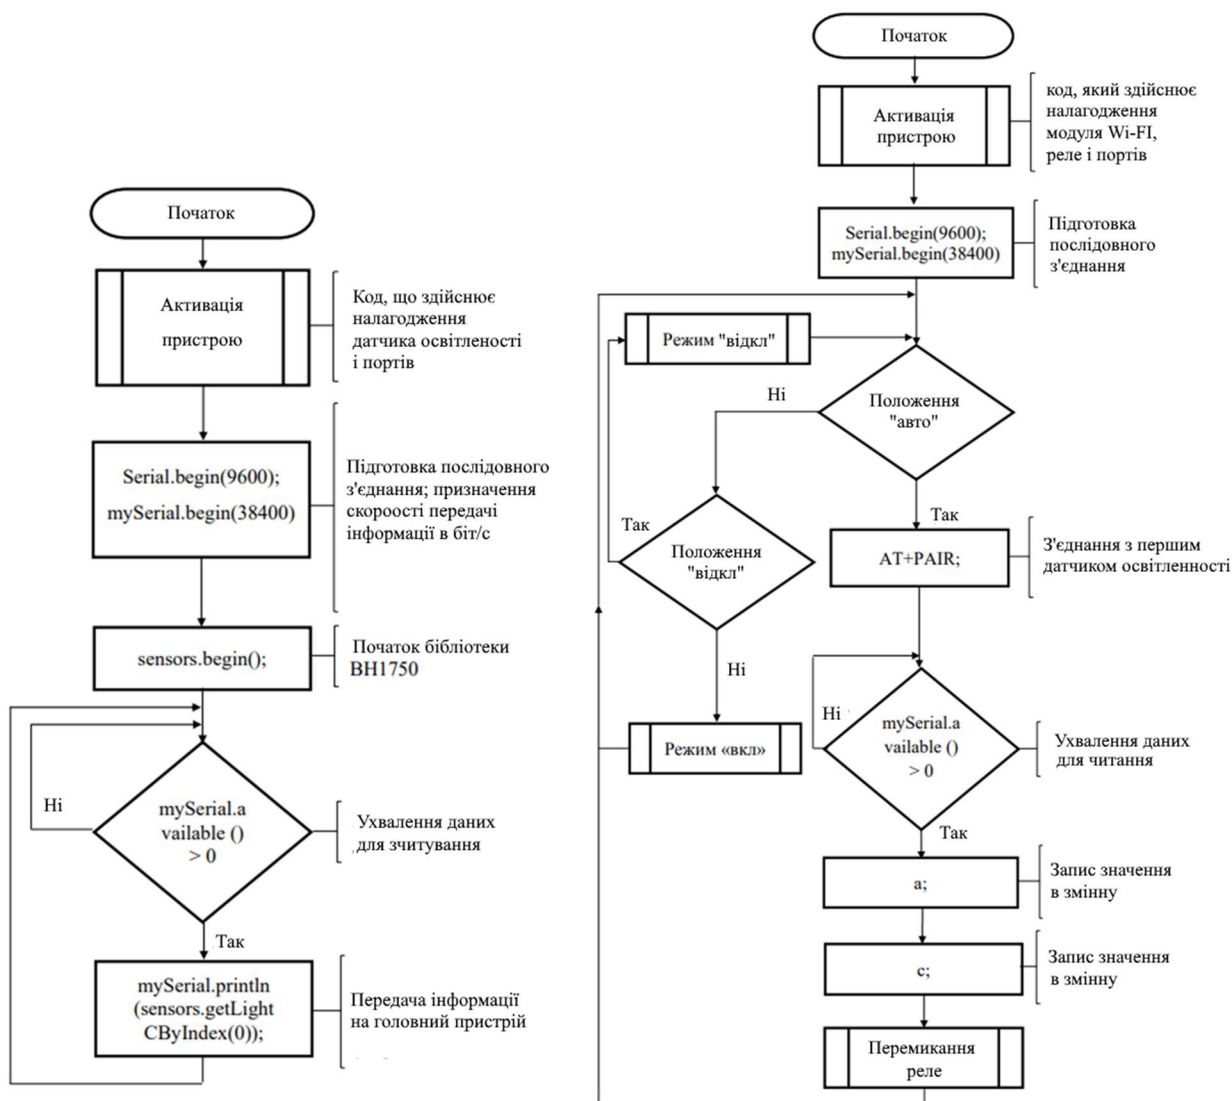 Початок
Активація
пристрою
Код, що здійснює
налагодження
датчика освітленості
і портів
Serial.begin(9600);
mySerial.begin(38400)
Підготовка послідовного
з'єднання; призначення
скороості передачі
інформації в біт/с
sensors.begin();
Початок бібліотеки
BH1750
Ні
mySerial.a
vailable ()
> 0
Ухвалення даних
для зчитування
Так
mySerial.println
(sensors.getLight
CByIndex(0));
Передача інформації
на головний пристрій
Початок
Активація
пристрою
код, який здійснює
налагодження
модуля Wi-FI,
реле і портів
Serial.begin(9600);
mySerial.begin(38400)
Підготовка
послідовного
з'єднання
Режим "відкл"
Ні
Положення
"авто"
Так
Так
Положення
"відкл"
AT+PAIR;
З'єднання з першим
датчиком освітленності
Ні
Режим «вкл»
Ні
mySerial.a
vailable ()
> 0
Ухвалення даних
для читання
Так
a;
Запис значення
в змінну
c;
Запис значення
в змінну
Перемикання
реле